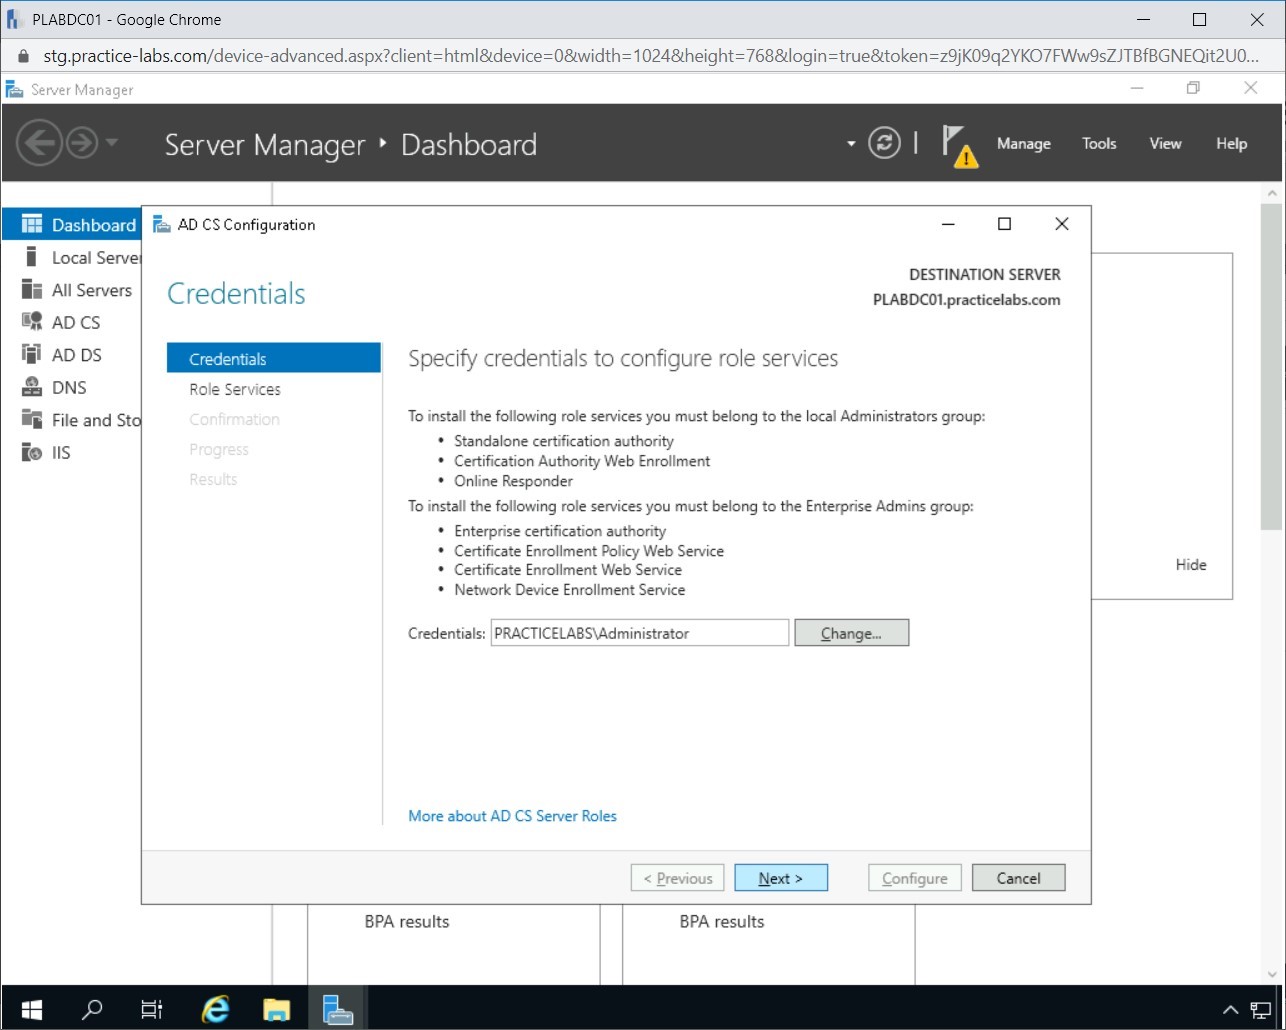 PLABDC01 - Google Chrome
stg.practice-labs.com/device-advanced.aspx?client=html&device=0&width=1024&height=768&login=true&token=z9jK09q2YKO7FWw9sZJTBfBGNEQit2U0...
Server Manager
Server Manager ‣ Dashboard
Manage Tools View Help
Dashboard
Local Server
All Servers
AD CS
AD DS
DNS
File and Sto
IIS
AD CS Configuration
Credentials
DESTINATION SERVER
PLABDC01.practicelabs.com
Credentials
Role Services
Confirmation
Progress
Results
Specify credentials to configure role services
To install the following role services you must belong to the local Administrators group:
• Standalone certification authority
• Certification Authority Web Enrollment
• Online Responder
To install the following role services you must belong to the Enterprise Admins group:
• Enterprise certification authority
• Certificate Enrollment Policy Web Service
• Certificate Enrollment Web Service
• Network Device Enrollment Service
Credentials: PRACTICELABS\Administrator Change...
More about AD CS Server Roles
< Previous Next > Configure Cancel
Hide
BPA results BPA results